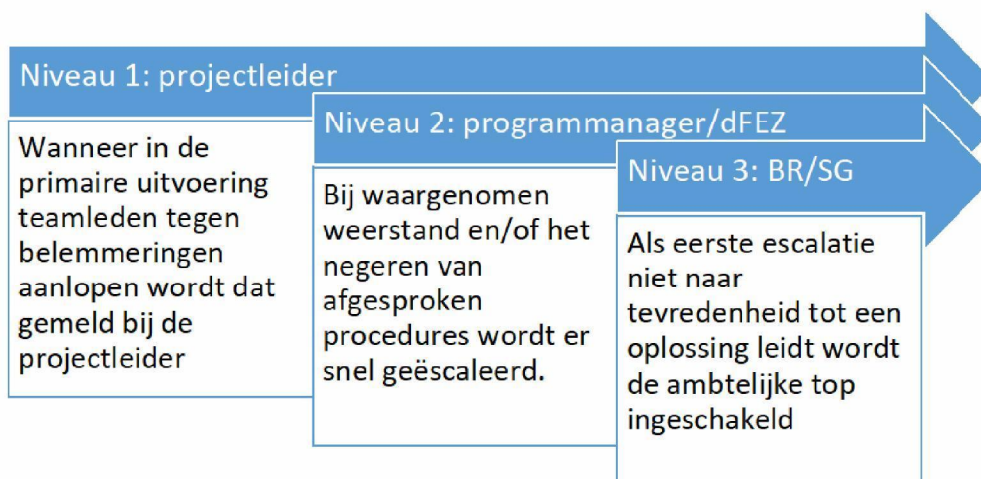 Niveau 1: projectleider
Wanneer in de
primaire uitvoering
teamleden tegen
belemmeringen
aanlopen wordt dat
gemeld bij de
projectleider
Niveau 2: programmanager/dFEZ
Bij waargenomen
weerstand en/of het
negeren van
afgesproken
procedures wordt er
snel geëscaleerd.
Niveau 3: BR/SG
Als eerste escalatie
niet naar
tevredenheid tot een
oplossing leidt wordt
de ambtelijke top
ingeschakeld